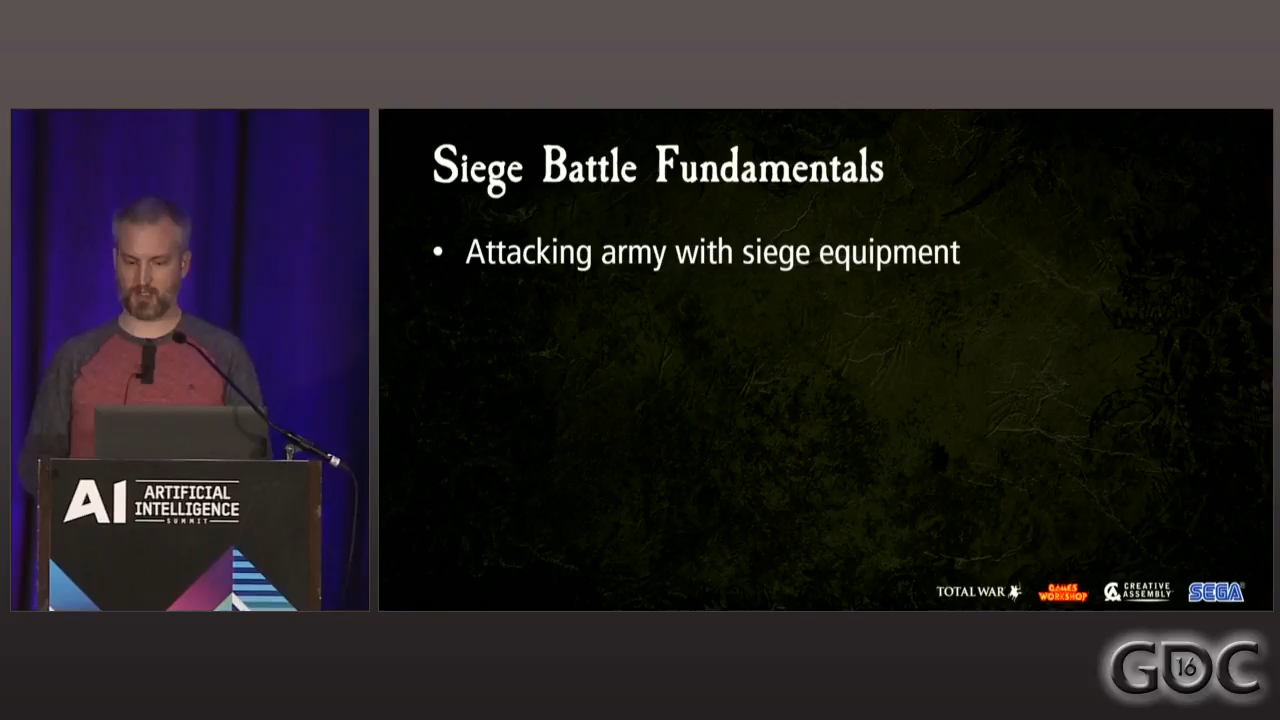 Siege Battle Fundamentals
• Attacking army with siege equipment
AI ARTIFICIAL
INTELLIGENCE
SUMMIT
TOTAL WAR
GAMES
WORKSHOP
CREATIVE
ASSEMBLY
SEGA
GDC
16